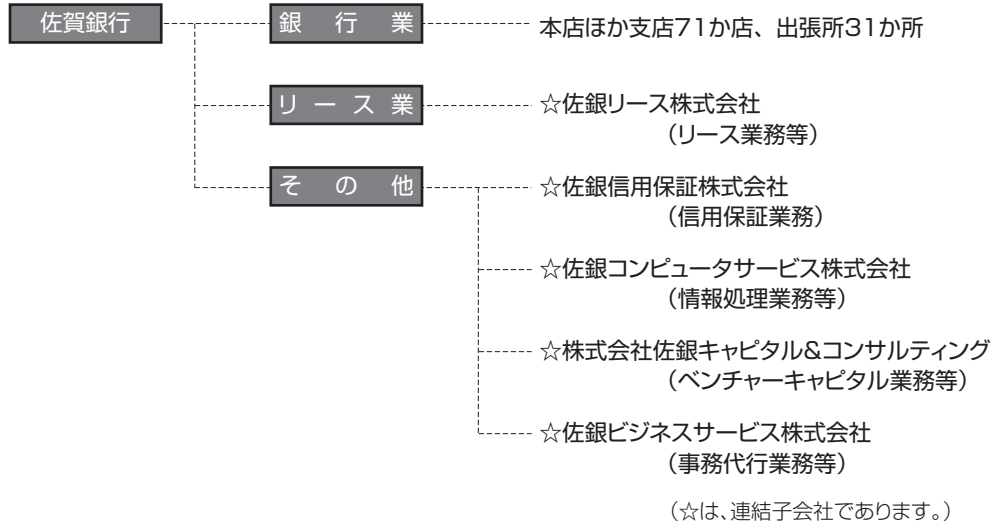 佐賀銀行
銀行業
本店ほか支店71か店、出張所31か所
リース業
☆佐銀リース株式会社
（リース業務等）
その他
☆佐銀信用保証株式会社
（信用保証業務）
☆佐銀コンピュータサービス株式会社
（情報処理業務等）
☆株式会社佐銀キャピタル&コンサルティング
（ベンチャーキャピタル業務等）
☆佐銀ビジネスサービス株式会社
（事務代行業務等）
（☆は、連結子会社であります。）